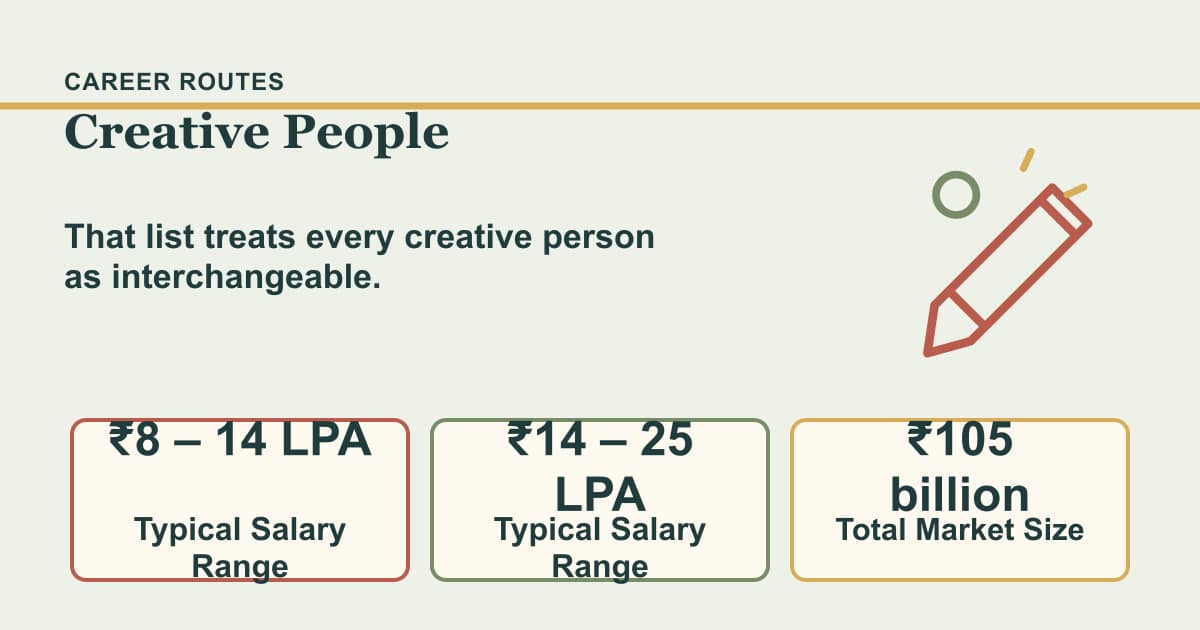 CAREER ROUTES
Creative People
That list treats every creative person
as interchangeable.
₹8 – 14 LPA
Typical Salary
Range
₹14 – 25
LPA
Typical Salary
Range
₹105
billion
Total Market Size